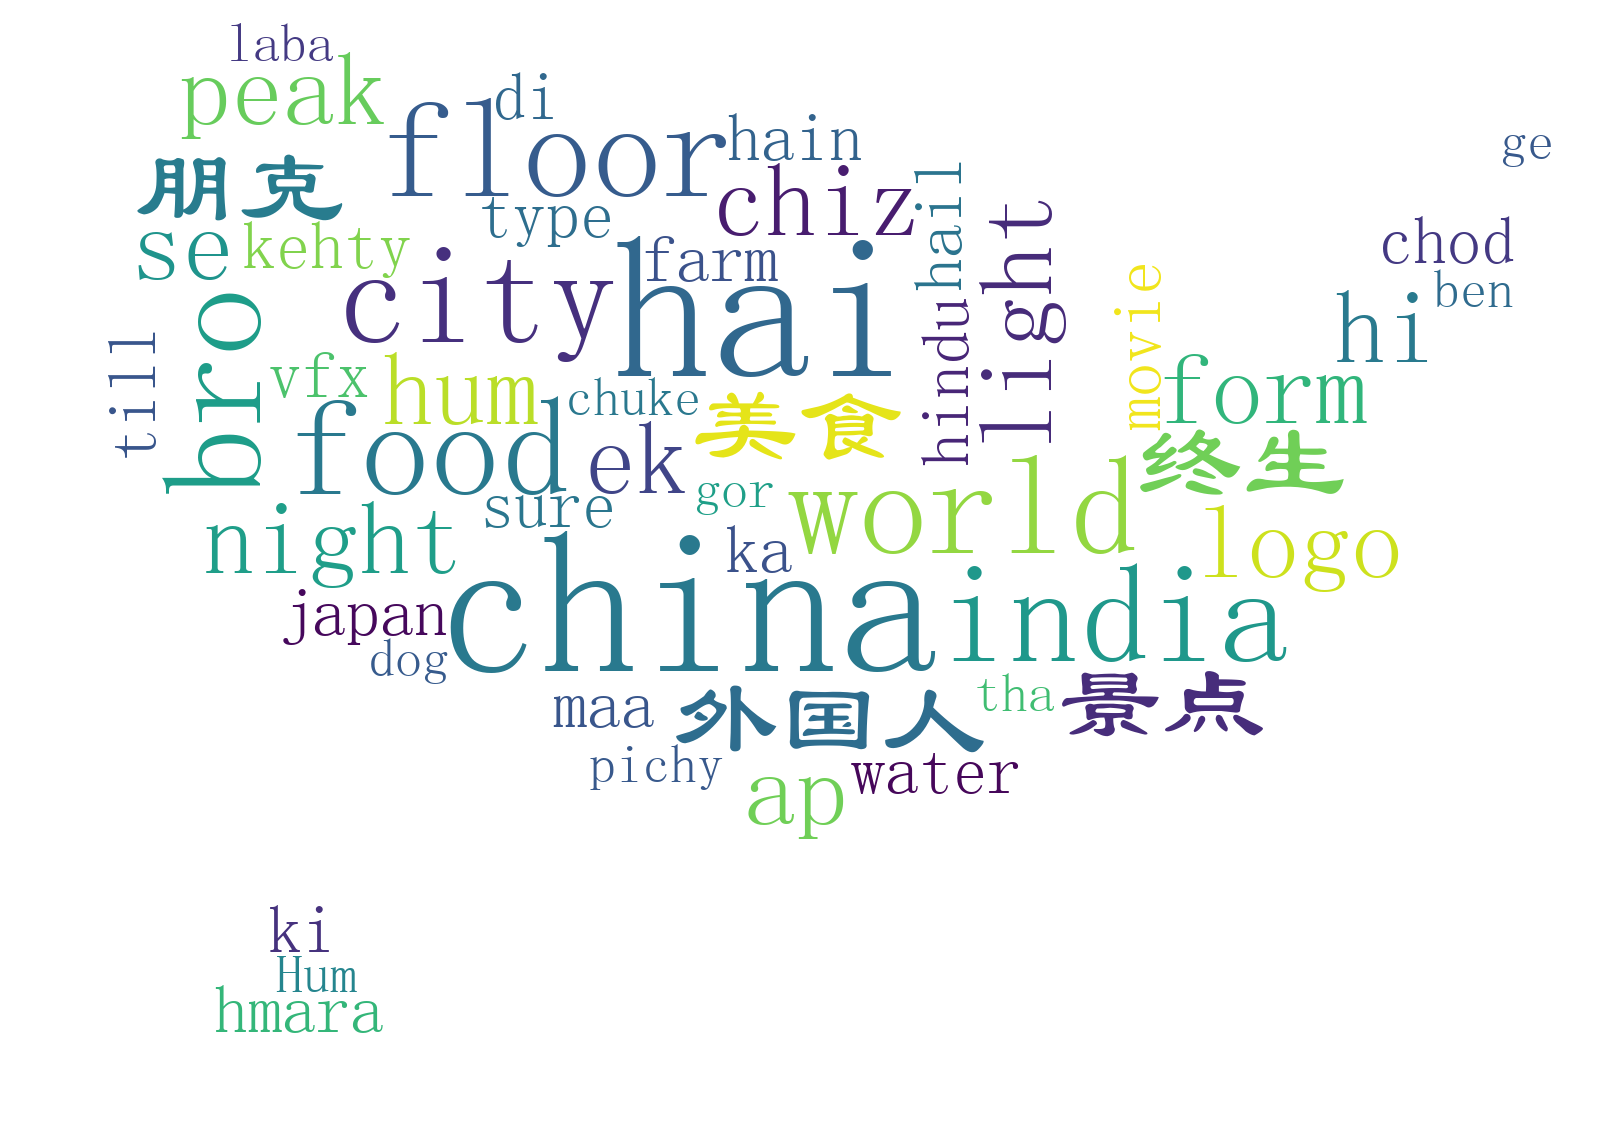 laba
peak
di
floor
hain
ge
朋克
chiz
hail
type
light
chod
se
kehty
farm
city
hai
movie
ben
bro
hindu
hi
till
vfx
hum
chuke
美食
form
food
ek
终生
sure
gor
world
night
ka
logo
japan
china
india
dog
maa
外国人
tha
景点
pichy
ap
water
ki
Hum
hmara